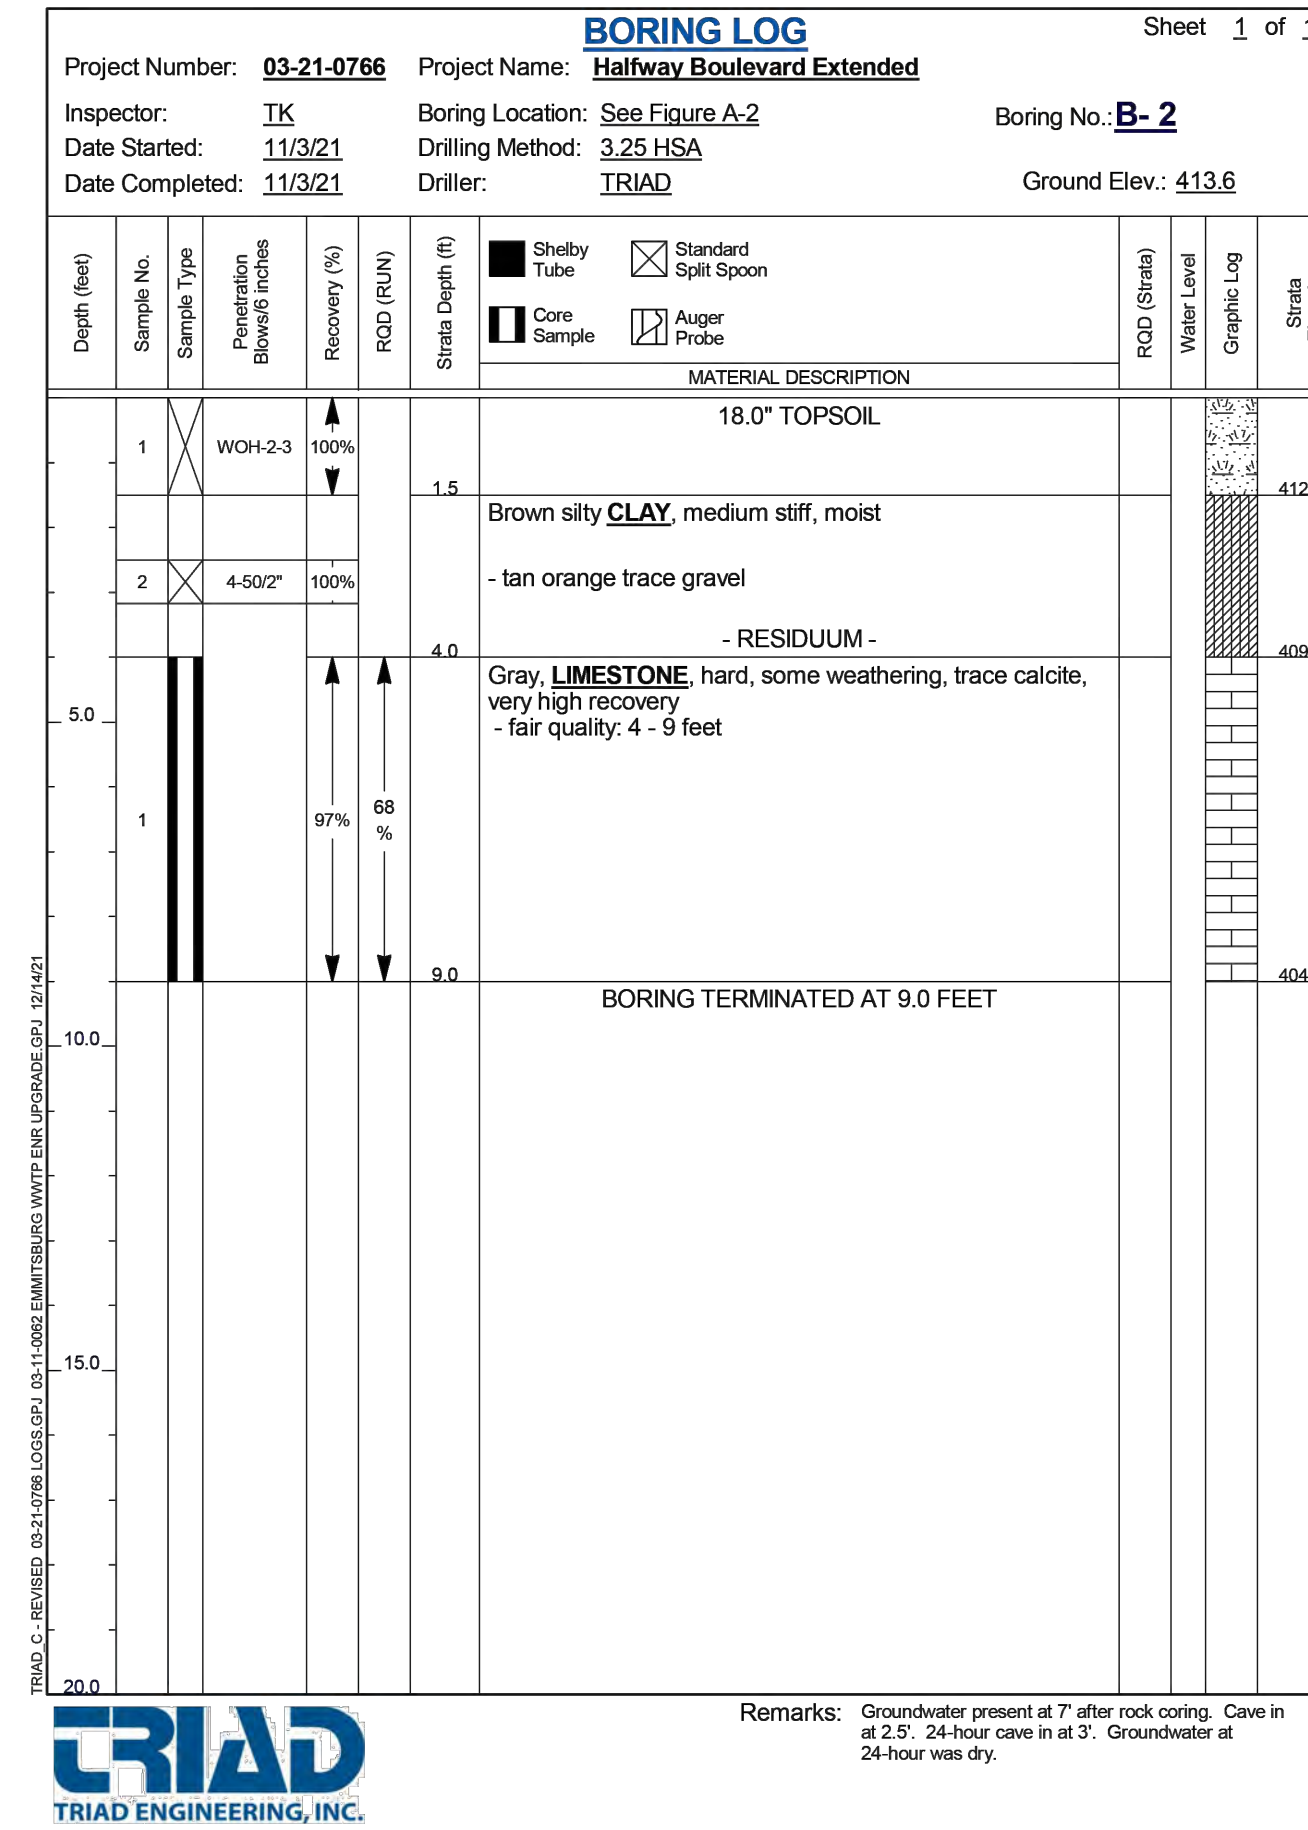 BORING LOG
Sheet 1 of 1
Project Number: 03-21-0766 Project Name: Halfway Boulevard Extended
Inspector: TK Boring Location: See Figure A-2
Boring No.: B- 2
Date Started: 11/3/21 Drilling Method: 3.25 HSA
Date Completed: 11/3/21 Driller: TRIAD
Ground Elev.: 413.6
Depth (feet)
Sample No.
Sample Type
Penetration
Blows/6 inches
Recovery (%)
RQD (RUN)
Strata Depth (ft)
Shelby
Tube
Standard
Split Spoon
Core
Sample
Auger
Probe
MATERIAL DESCRIPTION
RQD (Strata)
Water Level
Graphic Log
Strata
18.0" TOPSOIL
1 WOH-2-3 100%
1.5 412
Brown silty CLAY, medium stiff, moist
2 4-50/2" 100% - tan orange trace gravel
- RESIDUUM -
4.0 409
Gray, LIMESTONE, hard, some weathering, trace calcite,
very high recovery
5.0 - fair quality: 4 - 9 feet
1 97% 68
%
9.0 404
BORING TERMINATED AT 9.0 FEET
10.0
15.0
20.0
TRIAD_C - REVISED 03-21-0766 LOGS.GPJ 03-11-0062 EMMITSBURG WWTP ENR UPGRADE.GPJ 12/14/21
TRIAD
TRIAD ENGINEERING, INC.
Remarks: Groundwater present at 7' after rock coring. Cave in
at 2.5'. 24-hour cave in at 3'. Groundwater at
24-hour was dry.